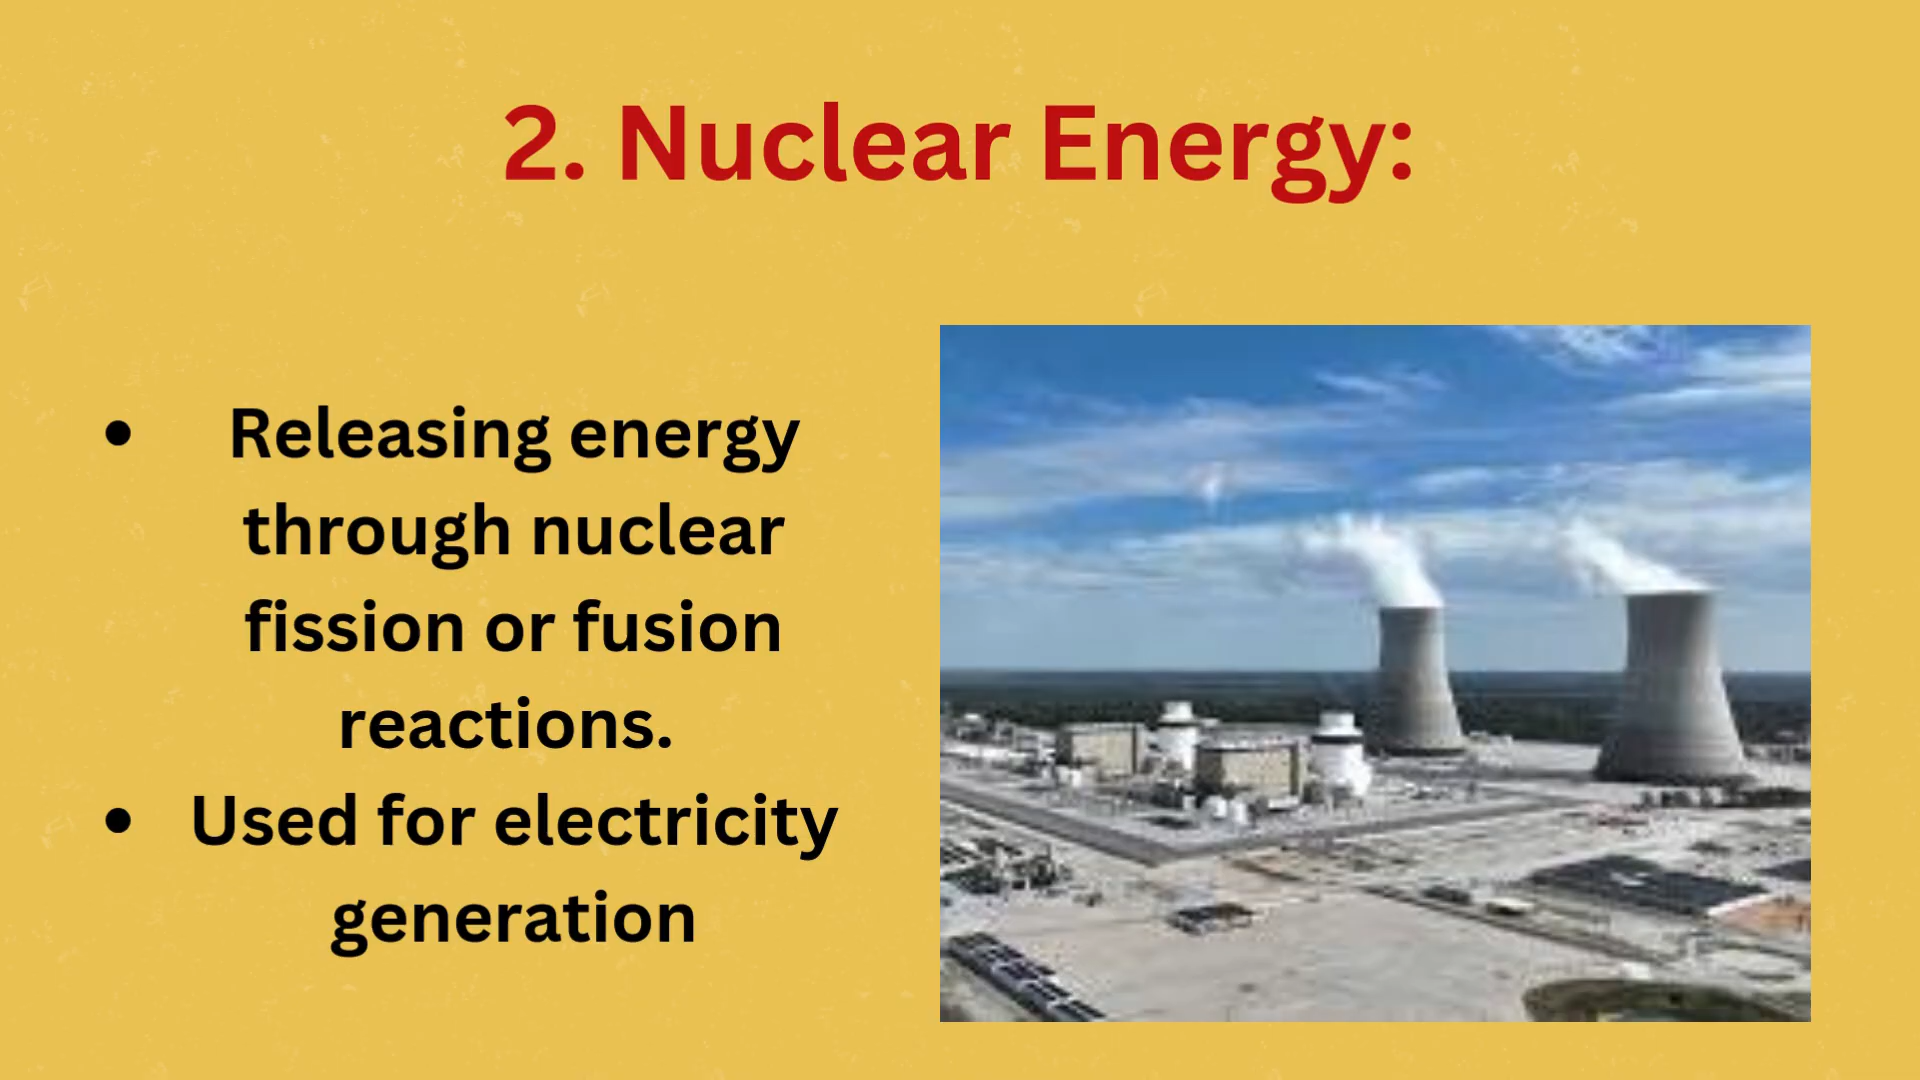 2. Nuclear Energy:
• Releasing energy
through nuclear
fission or fusion
reactions.
• Used for electricity
generation